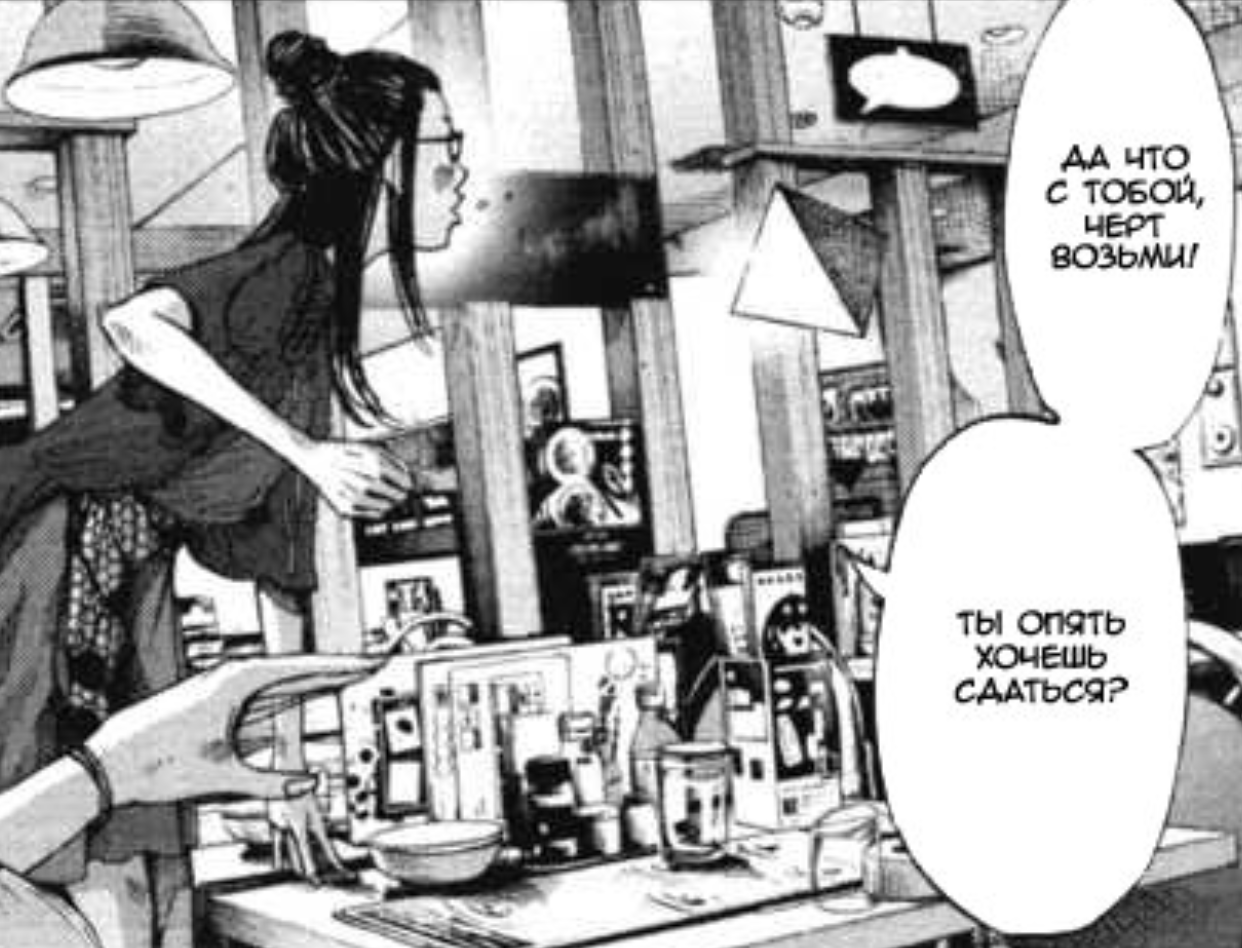 ДА ЧТО
С ТОБОЙ,
ЧЕРТ
ВОЗЬМИ!
ТЫ ОПЯТЬ
ХОЧЕШЬ
СДАТЬСЯ?